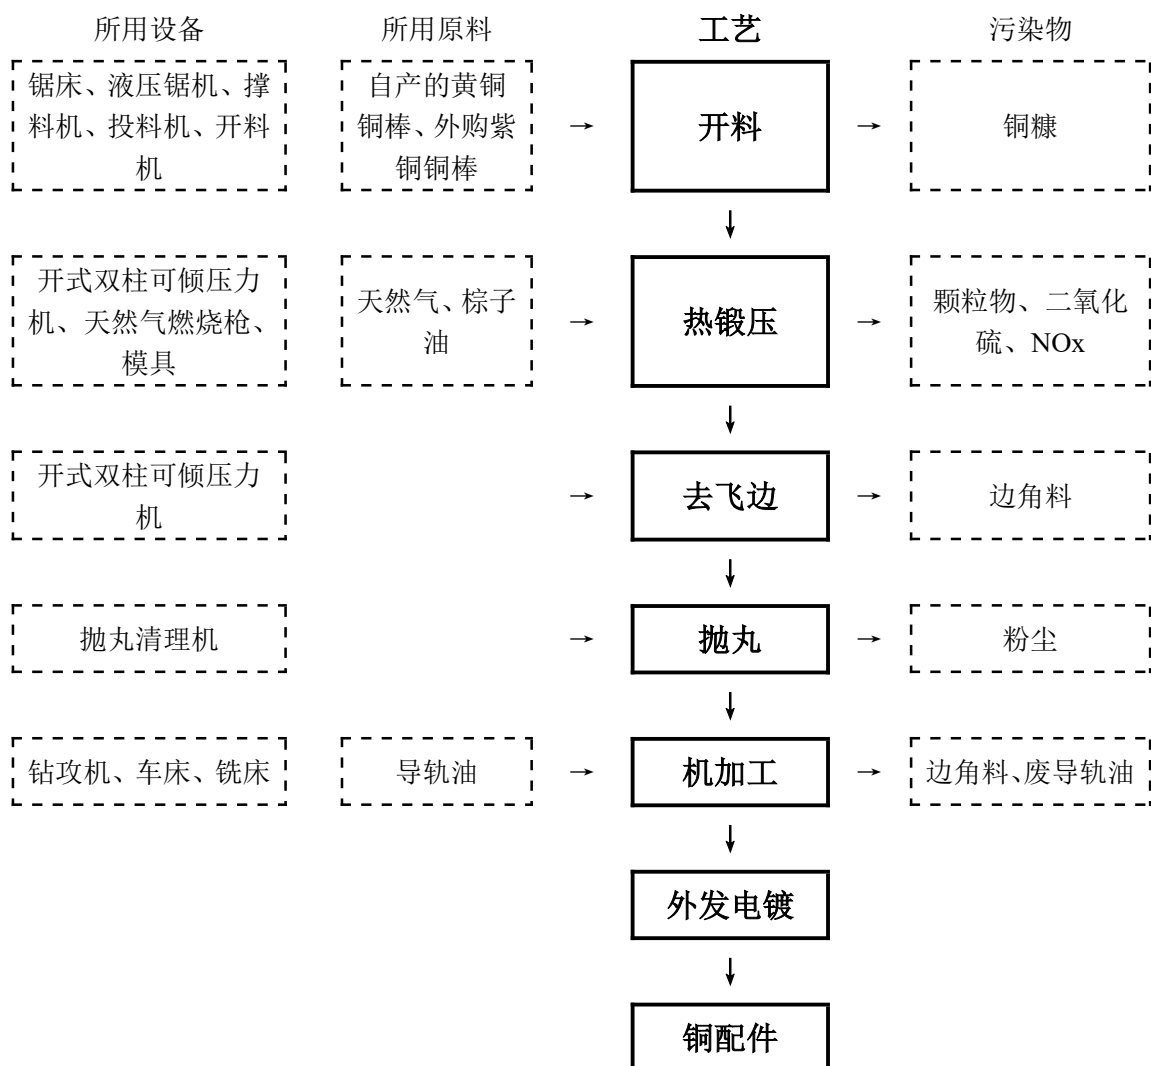 所用设备
所用原料
工艺
污染物
锯床、液压锯机、撑
料机、投料机、开料
机
自产的黄铜
铜棒、外购紫
铜铜棒
→
开料
→
铜糠
↓
开式双柱可倾压力
机、天然气燃烧枪、
模具
天然气、棕子
油
→
热锻压
→
颗粒物、二氧化
硫、NOx
↓
开式双柱可倾压力
机
→
去飞边
→
边角料
↓
抛丸清理机
→
抛丸
→
粉尘
↓
钻攻机、车床、铣床
导轨油
→
机加工
→
边角料、废导轨油
↓
外发电镀
↓
铜配件